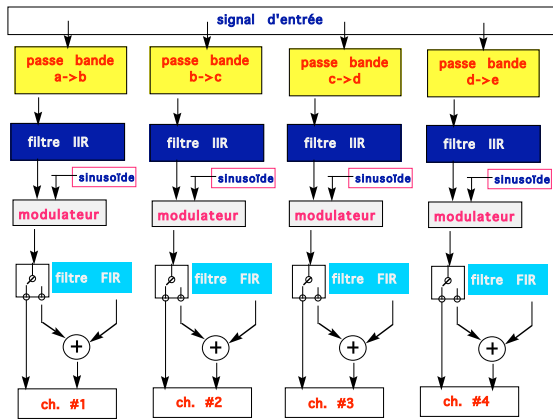 signal d'entrée
passe bande
a->b
passe bande
b->c
passe bande
c->d
passe bande
d->e
filtre IIR
filtre IIR
filtre IIR
filtre IIR
sinusoïde
sinusoïde
sinusoïde
sinusoïde
modulateur
modulateur
modulateur
modulateur
filtre FIR
filtre FIR
filtre FIR
filtre FIR
+
+
+
+
ch. #1
ch. #2
ch. #3
ch. #4